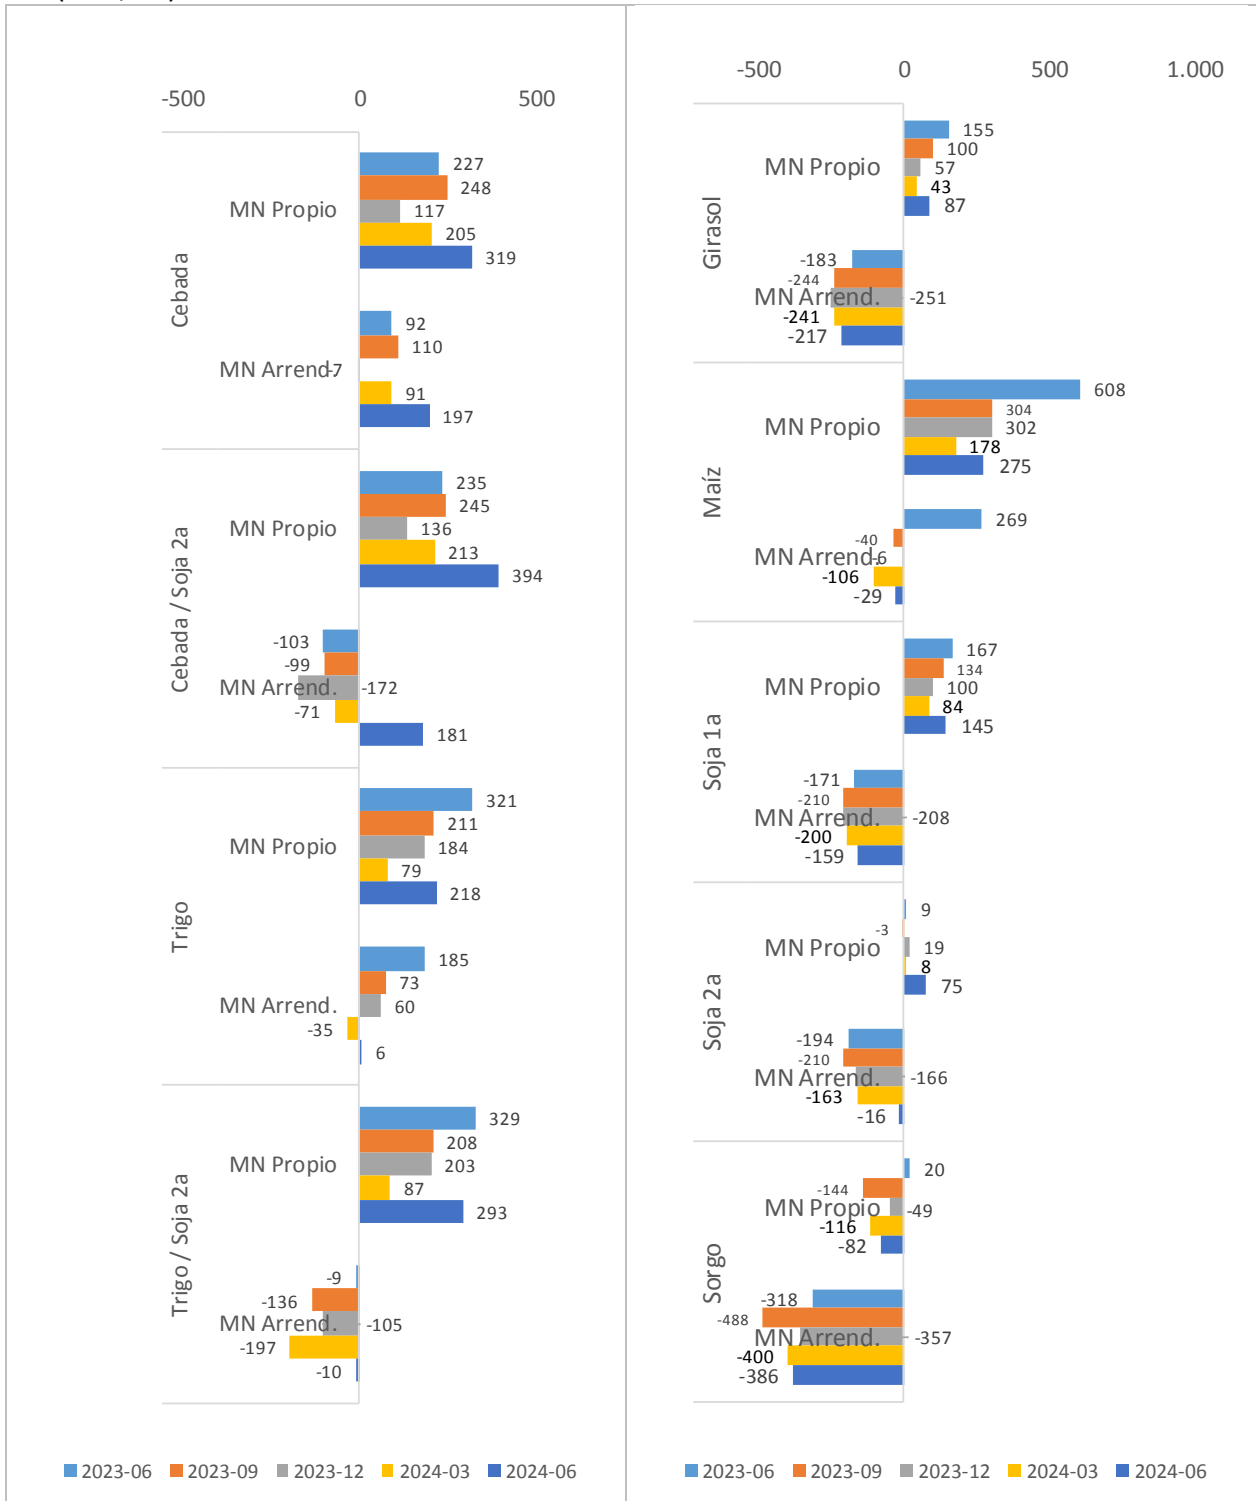 -500 0 500
Cebada
MN Propio
227
248
117
205
319
MN Arrend.
92
110
-7
91
197
Cebada / Soja 2a
MN Propio
235
245
136
213
394
MN Arrend.
-103
-99
-172
-71
181
Trigo
MN Propio
321
211
184
79
218
MN Arrend.
185
73
60
-35
6
Trigo / Soja 2a
MN Propio
329
208
203
87
293
MN Arrend.
-9
-136
-105
-197
-10
2023-06 2023-09 2023-12 2024-03 2024-06
-500 0 500 1.000
Girasol
MN Propio
155
100
57
43
87
MN Arrend.
-183
-244
-251
-241
-217
Maíz
MN Propio
608
304
302
178
275
MN Arrend.
269
-40
-6
-106
-29
Soja 1a
MN Propio
167
134
100
84
145
MN Arrend.
-171
-210
-208
-200
-159
Soja 2a
MN Propio
9
-3
19
8
75
MN Arrend.
-194
-210
-166
-163
-16
Sorgo
MN Propio
20
-144
-49
-116
-82
MN Arrend.
-318
-488
-357
-400
-386
2023-06 2023-09 2023-12 2024-03 2024-06